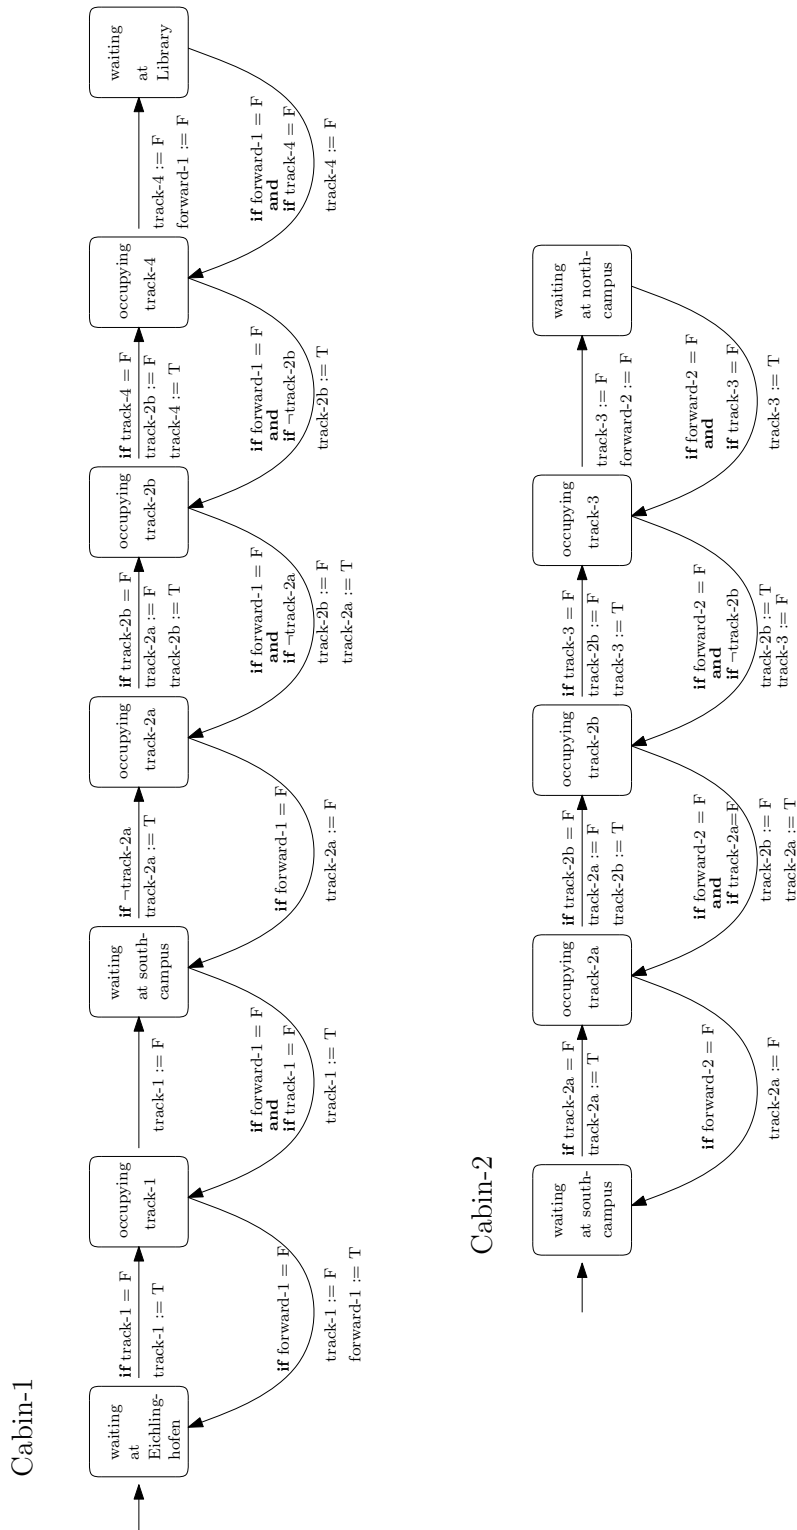 Cabin-1
waiting
at
Eichling-
hofen
if track-1 = F
track-1 := T
if forward-1 = F
track-1 := F
forward-1 := T
occupying
track-1
track-1 := F
if forward-1 = F
and
if track-1 = F
track-1 := T
waiting
at south-
campus
if ¬track-2a
track-2a := T
if forward-1 = F
track-2a := F
occupying
track-2a
if track-2b = F
track-2a := F
track-2b := T
if forward-1 = F
and
if ¬track-2a
track-2b := F
track-2a := T
occupying
track-2b
if track-4 = F
track-2b := F
track-4 := T
if forward-1 = F
and
if ¬track-2b
track-2b := T
occupying
track-4
track-4 := F
forward-1 := F
if forward-1 = F
and
if track-4 = F
track-4 := F
waiting
at
Library
Cabin-2
waiting
at south-
campus
if track-2a = F
track-2a := T
if forward-2 = F
track-2a := F
occupying
track-2a
if track-2b = F
track-2a := F
track-2b := T
if forward-2 = F
and
if track-2a=F
track-2b := F
track-2a := T
occupying
track-2b
if track-3 = F
track-2b := F
track-3 := T
if forward-2 = F
and
if ¬track-2b
track-2b := T
track-3 := F
occupying
track-3
track-3 := F
forward-2 := F
if forward-2 = F
and
if track-3 = F
track-3 := T
waiting
at north-
campus